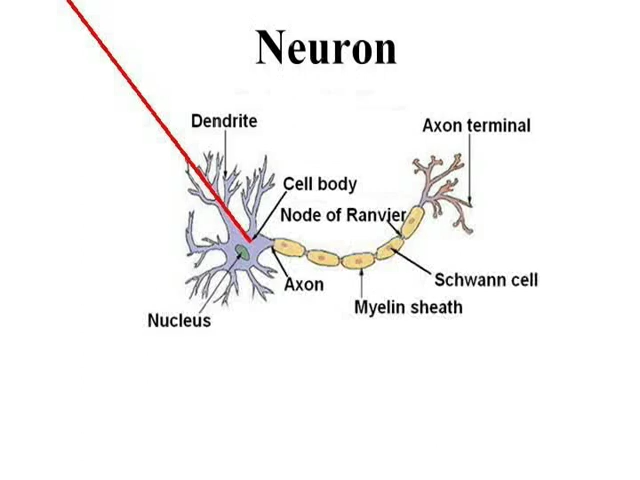 Neuron
Dendrite
Axon terminal
Cell body
Node of Ranvier
Schwann cell
Axon
Myelin sheath
Nucleus